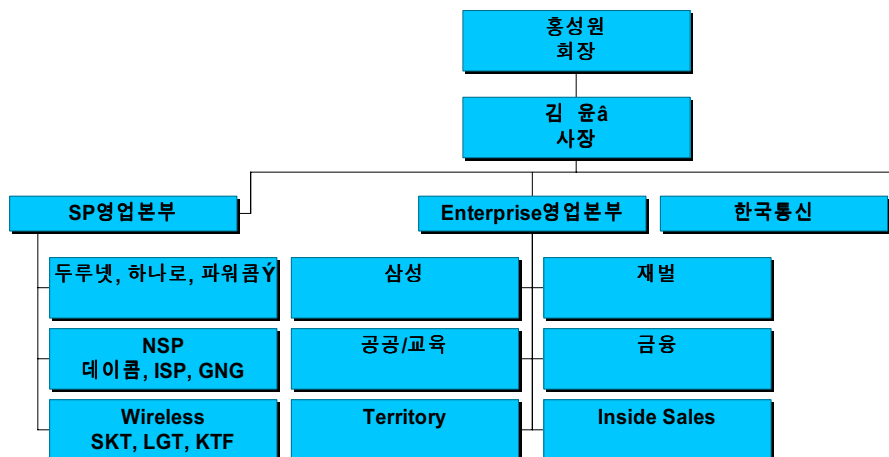 홍성원
회장
김 윤â
사장
SP영업본부
Enterprise영업본부
한국통신
두루넷, 하나로, 파워콤Ý
삼성
재벌
NSP
데이콤, ISP, GNG
공공/교육
금융
Wireless
SKT, LGT, KTF
Territory
Inside Sales